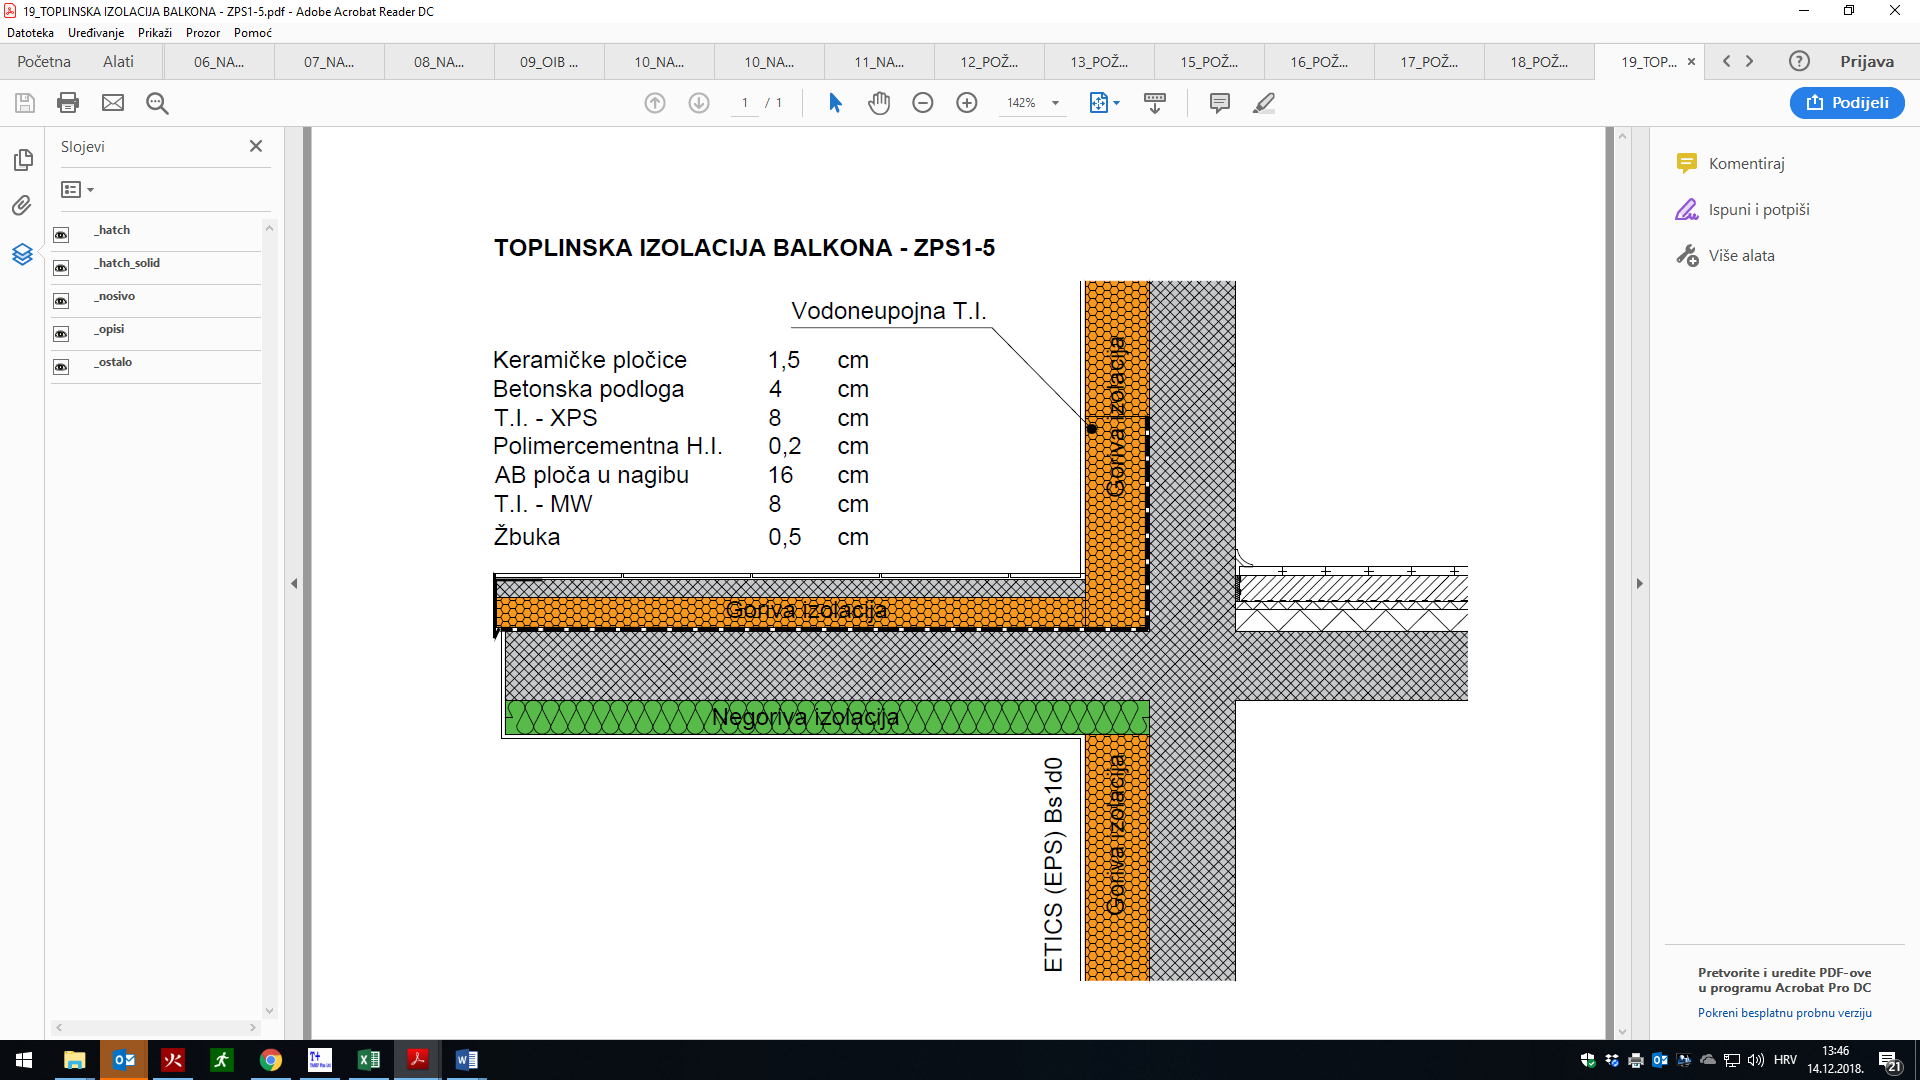 19_TOPLINSKA IZOLACIJA BALKONA - ZPS1-5.pdf - Adobe Acrobat Reader DC
Datoteka Uređivanje Prikaži Prozor Pomoć
Početna Alati 06_NA... 07_NA... 08_NA... 09_OIB ... 10_NA... 10_NA... 11_NA... 12_POŽ... 13_POŽ... 15_POŽ... 16_POŽ... 17_POŽ... 18_POŽ... 19_TOP... Prijava
1 / 1 142% Podijeli
Slojevi
_hatch
_hatch_solid
_nosivo
_opisi
_ostalo
TOPLINSKA IZOLACIJA BALKONA - ZPS1-5
Vodoneupojna T.I.
Keramičke pločice 1,5 cm
Betonska podloga 4 cm
T.I. - XPS 8 cm
Polimercementna H.I. 0,2 cm
AB ploča u nagibu 16 cm
T.I. - MW 8 cm
Žbuka 0,5 cm
Goriva izolacija
Goriva izolacija
Goriva izolacija
Negoriva izolacija
ETICS (EPS) Bs1d0
Goriva izolacija
Komentiraj
Ispuni i potpiši
Više alata
Pretvorite i uredite PDF-ove
u programu Acrobat Pro DC
Pokreni besplatnu probnu verziju
HRV
13:46
14.12.2018.
21